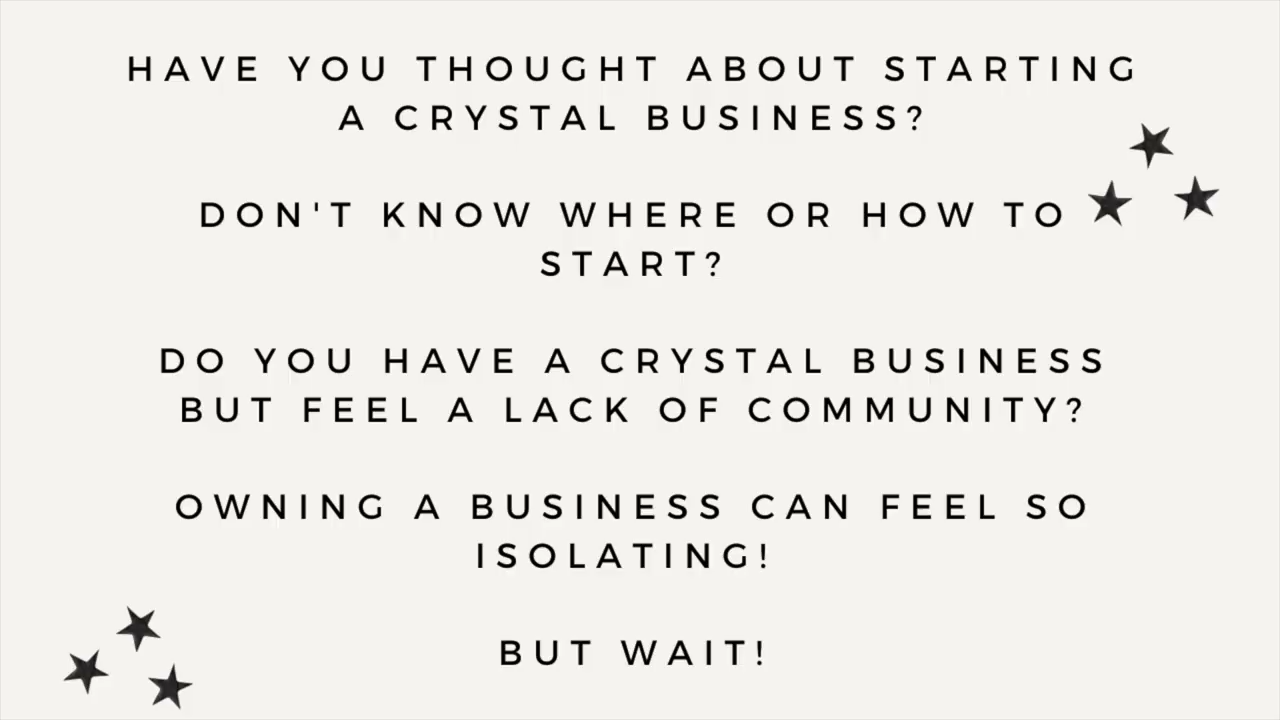 HAVE YOU THOUGHT ABOUT STARTING
A CRYSTAL BUSINESS?
DON'T KNOW WHERE OR HOW TO
START?
DO YOU HAVE A CRYSTAL BUSINESS
BUT FEEL A LACK OF COMMUNITY?
OWNING A BUSINESS CAN FEEL SO
ISOLATING!
BUT WAIT!